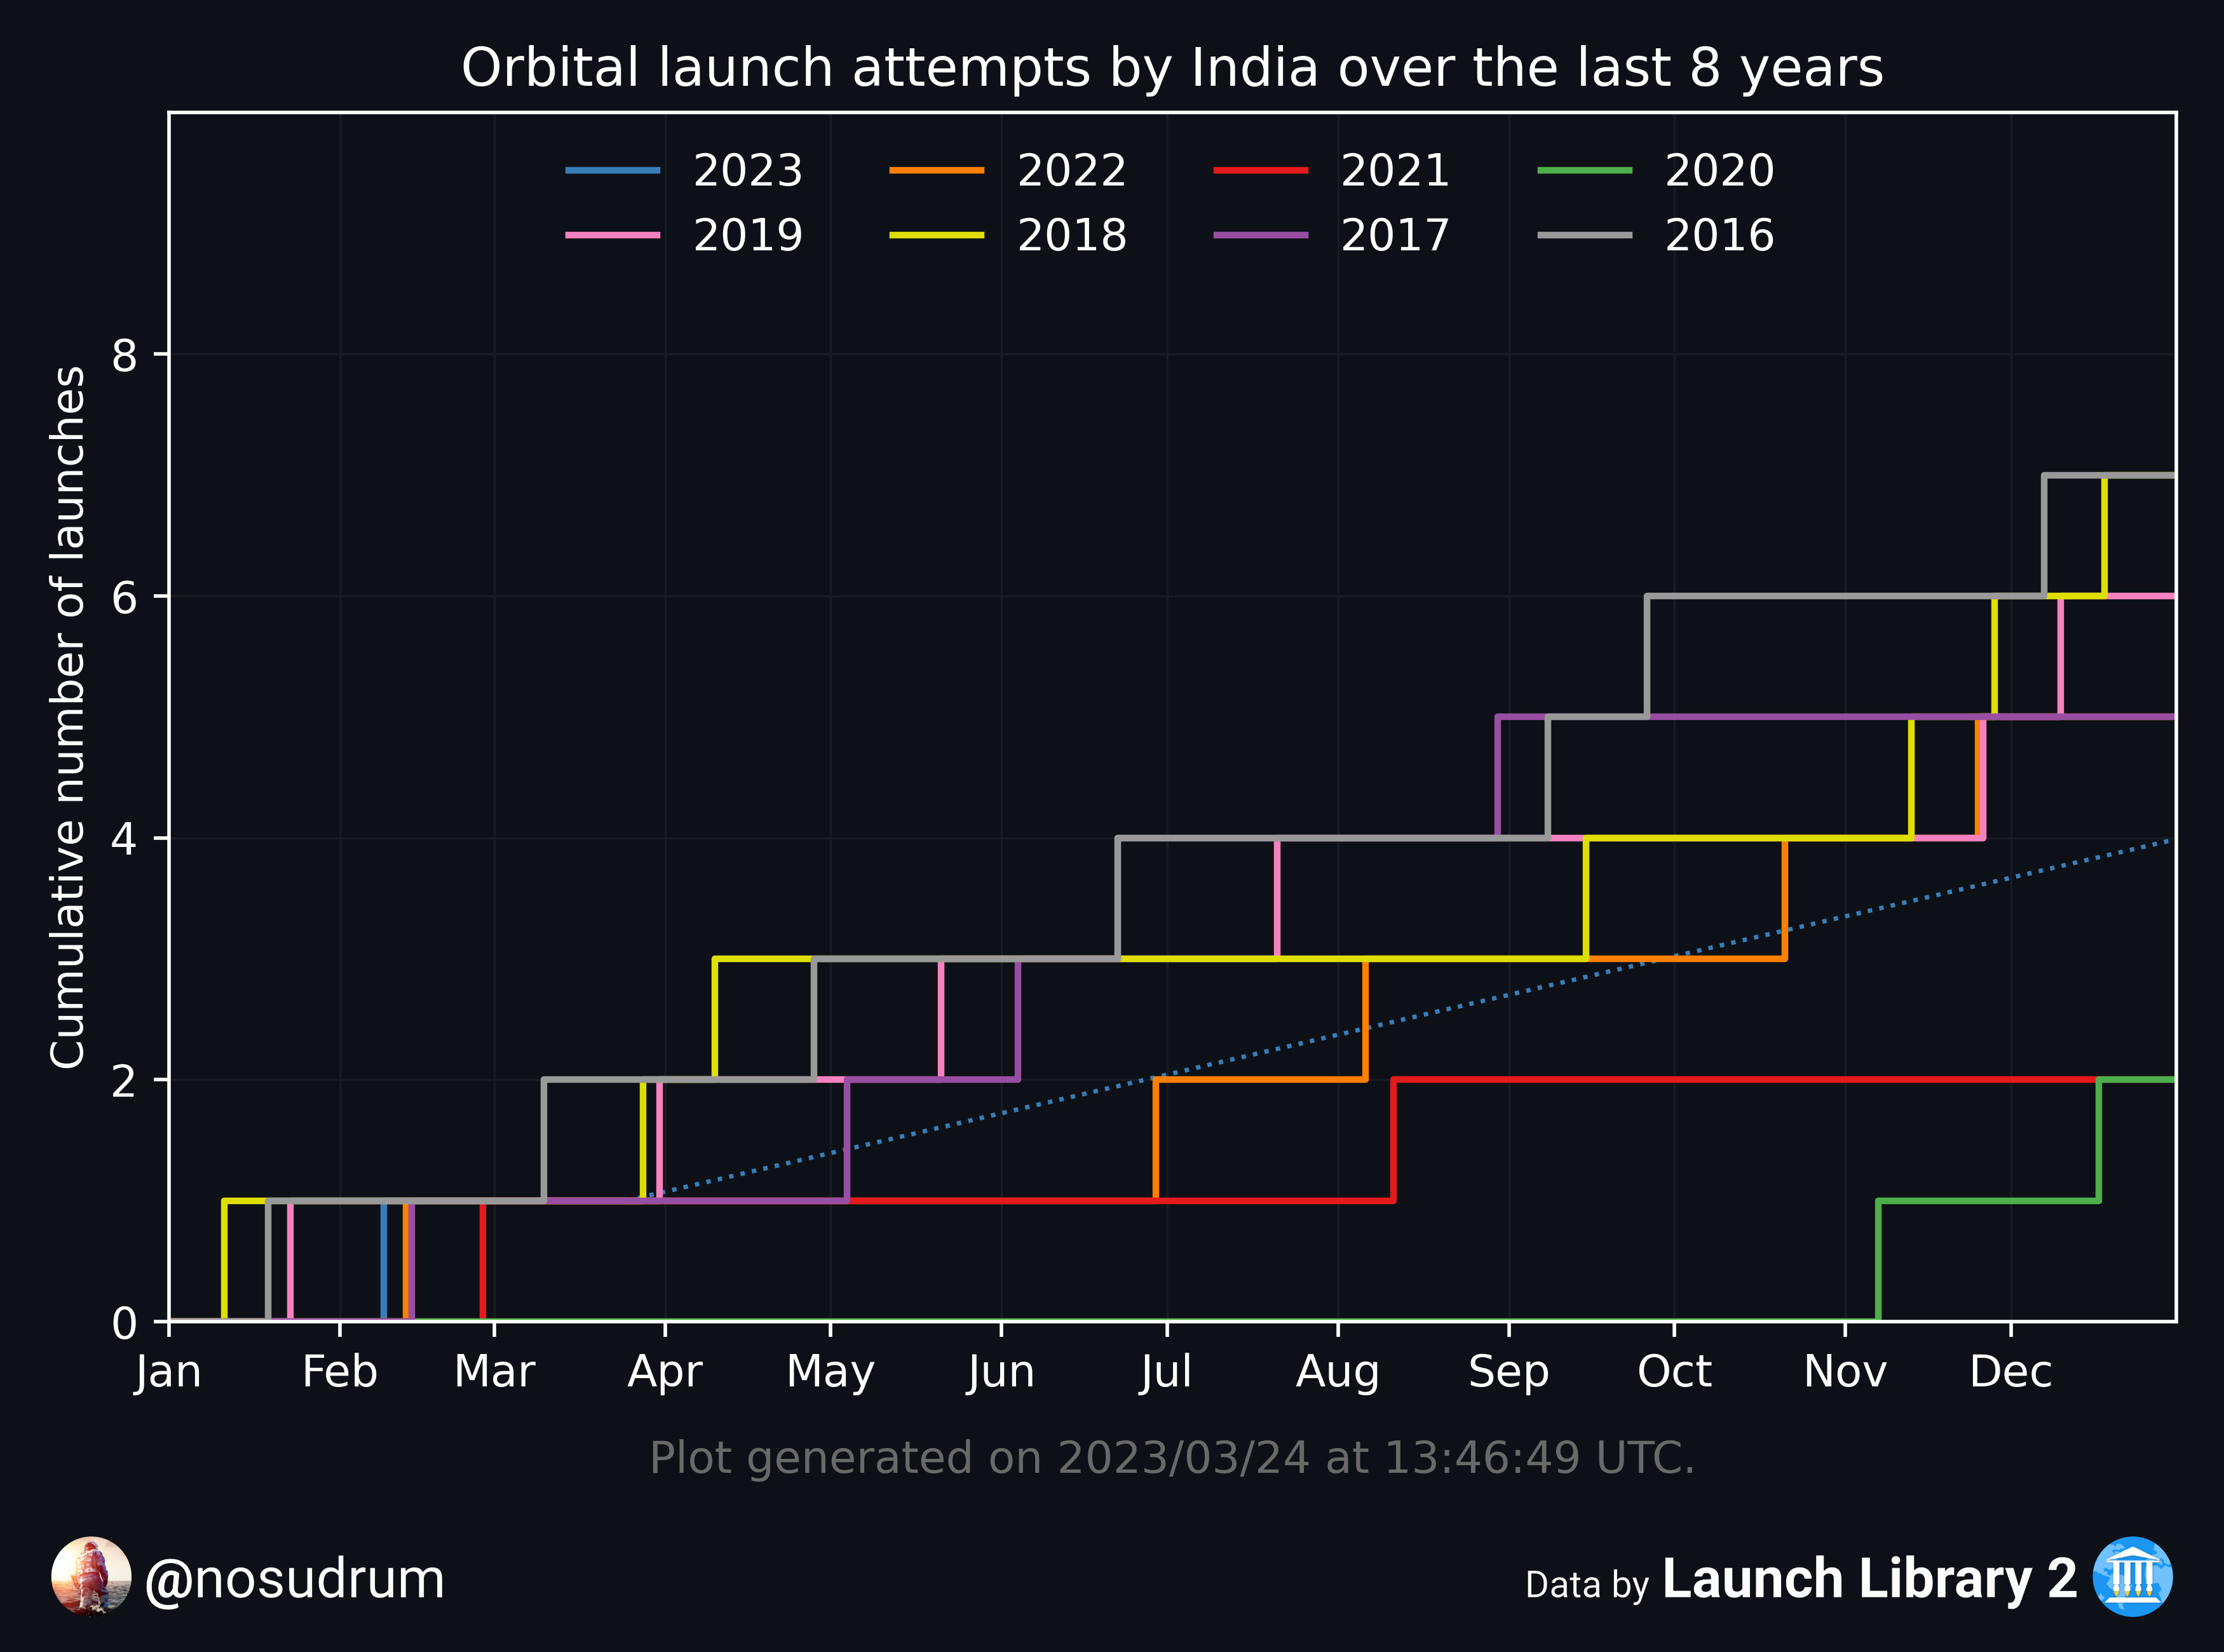 Orbital launch attempts by India over the last 8 years
2023 2022 2021 2020
2019 2018 2017 2016
Cumulative number of launches
8
6
4
2
0
Jan Feb Mar Apr May Jun Jul Aug Sep Oct Nov Dec
Plot generated on 2023/03/24 at 13:46:49 UTC.
@nosudrum
Data by Launch Library 2